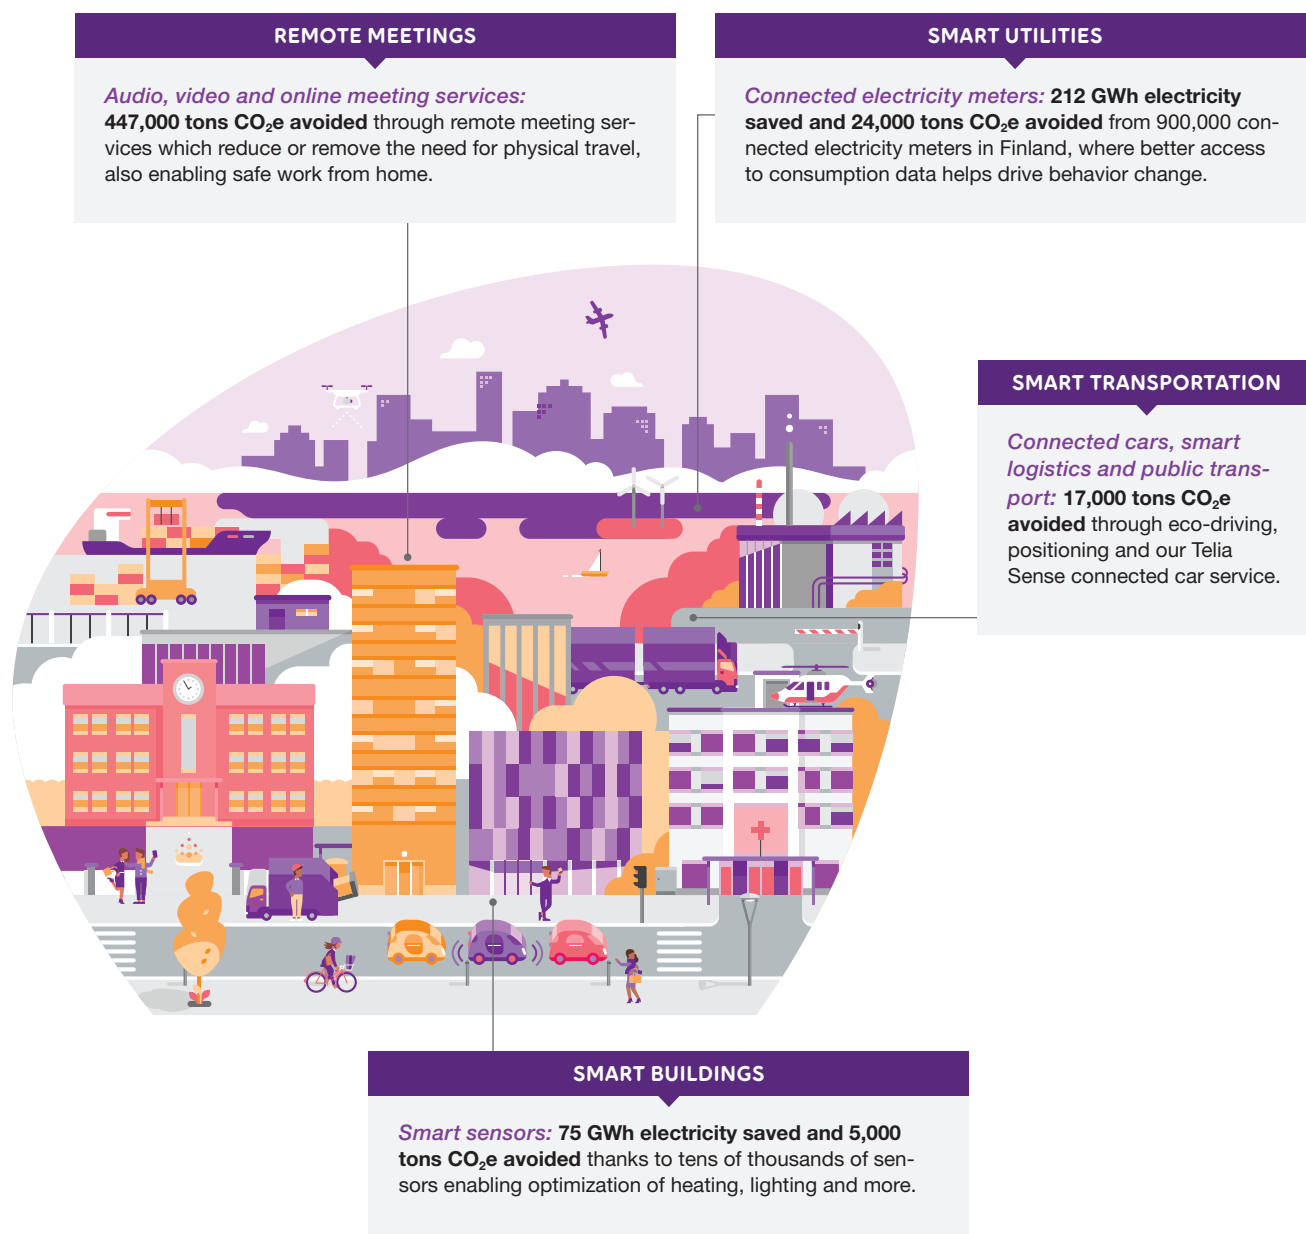 REMOTE MEETINGS
Audio, video and online meeting services:
447,000 tons CO₂e avoided through remote meeting ser-
vices which reduce or remove the need for physical travel,
also enabling safe work from home.
SMART UTILITIES
Connected electricity meters: 212 GWh electricity
saved and 24,000 tons CO₂e avoided from 900,000 con-
nected electricity meters in Finland, where better access
to consumption data helps drive behavior change.
SMART TRANSPORTATION
Connected cars, smart
logistics and public trans-
port: 17,000 tons CO₂e
avoided through eco-driving,
positioning and our Telia
Sense connected car service.
SMART BUILDINGS
Smart sensors: 75 GWh electricity saved and 5,000
tons CO₂e avoided thanks to tens of thousands of sen-
sors enabling optimization of heating, lighting and more.